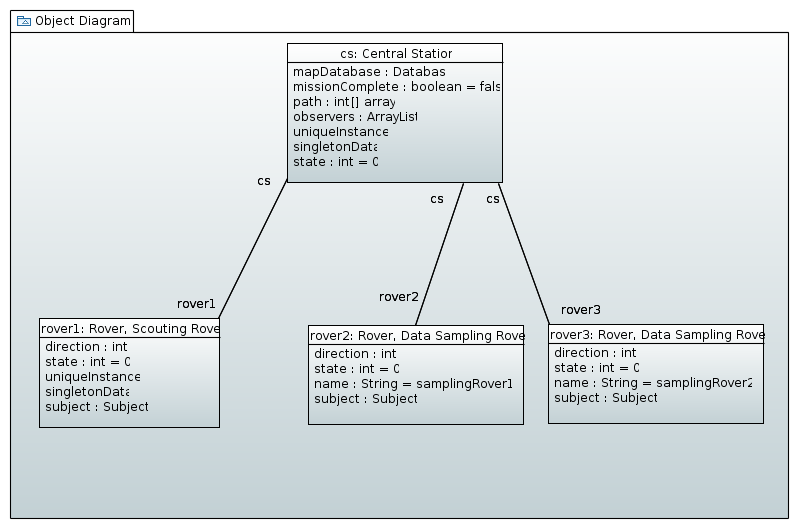 Object Diagram
cs: Central Station
mapDatabase : Databas
missionComplete : boolean = fals
path : int[] array
observers : ArrayList
uniqueInstance
singletonData
state : int = 0
cs
cs
cs
rover1
rover2
rover3
rover1: Rover, Scouting Rove
direction : int
state : int = 0
uniqueInstance
singletonData
subject : Subject
rover2: Rover, Data Sampling Rove
direction : int
state : int = 0
name : String = samplingRover1
subject : Subject
rover3: Rover, Data Sampling Rove
direction : int
state : int = 0
name : String = samplingRover2
subject : Subject